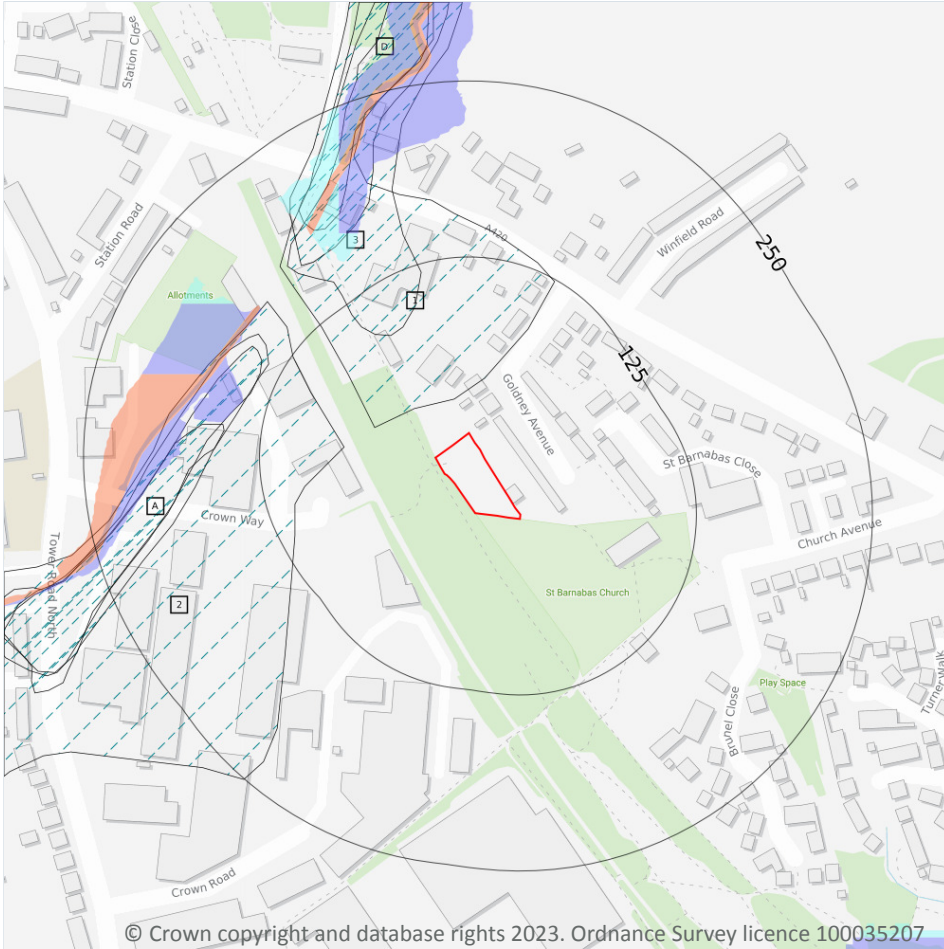 Station Close
D
Station Road
A420
3
Winfield Road
250
Allotments
1
125
Goldney Avenue
St Barnabas Close
A
Crown Way
Church Avenue
Tower Road North
St Barnabas Church
2
Turner Walk
Play Space
Brunel Close
Crown Road
© Crown copyright and database rights 2023. Ordnance Survey licence 100035207